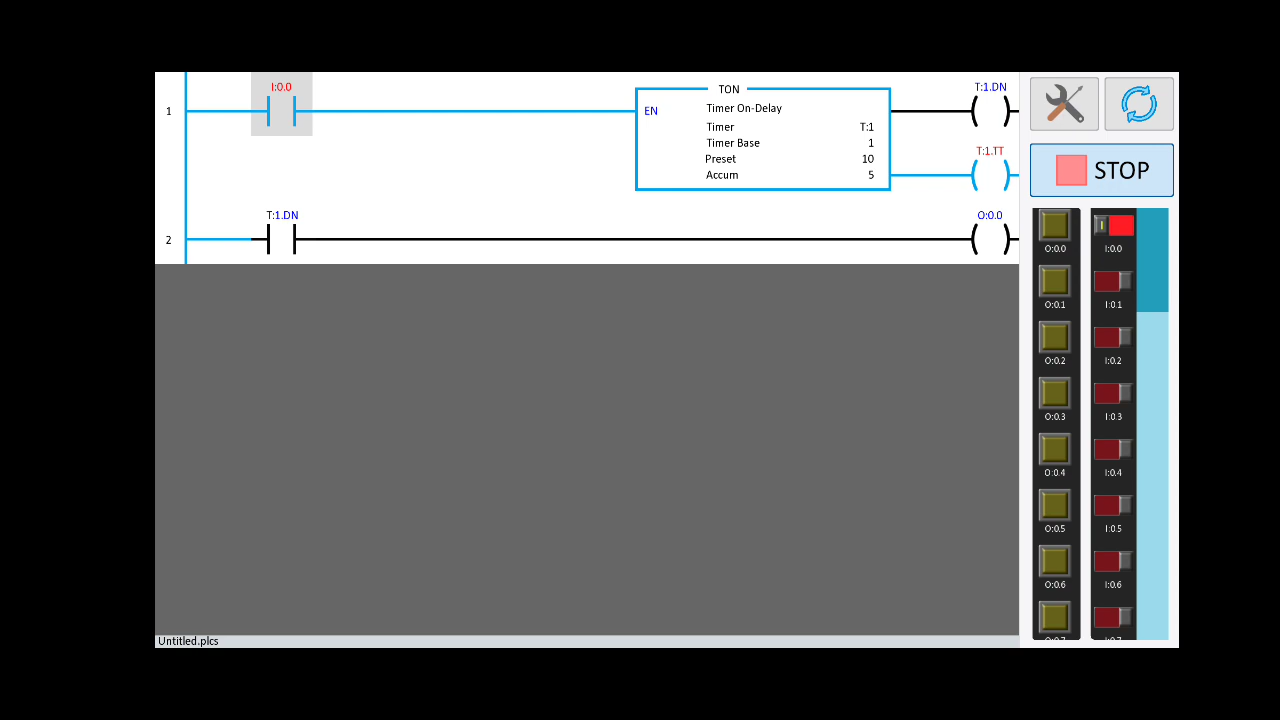 I:0.0
1
TON
EN
Timer On-Delay
Timer T:1
Timer Base 1
Preset 10
Accum 5
T:1.DN
T:1.TT
2
T:1.DN
O:0.0
STOP
O:0.0 I:0.0
O:0.1 I:0.1
O:0.2 I:0.2
O:0.3 I:0.3
O:0.4 I:0.4
O:0.5 I:0.5
O:0.6 I:0.6
Untitled.plcs